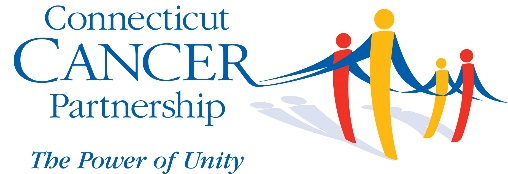 Connecticut
CANCER
Partnership
The Power of Unity